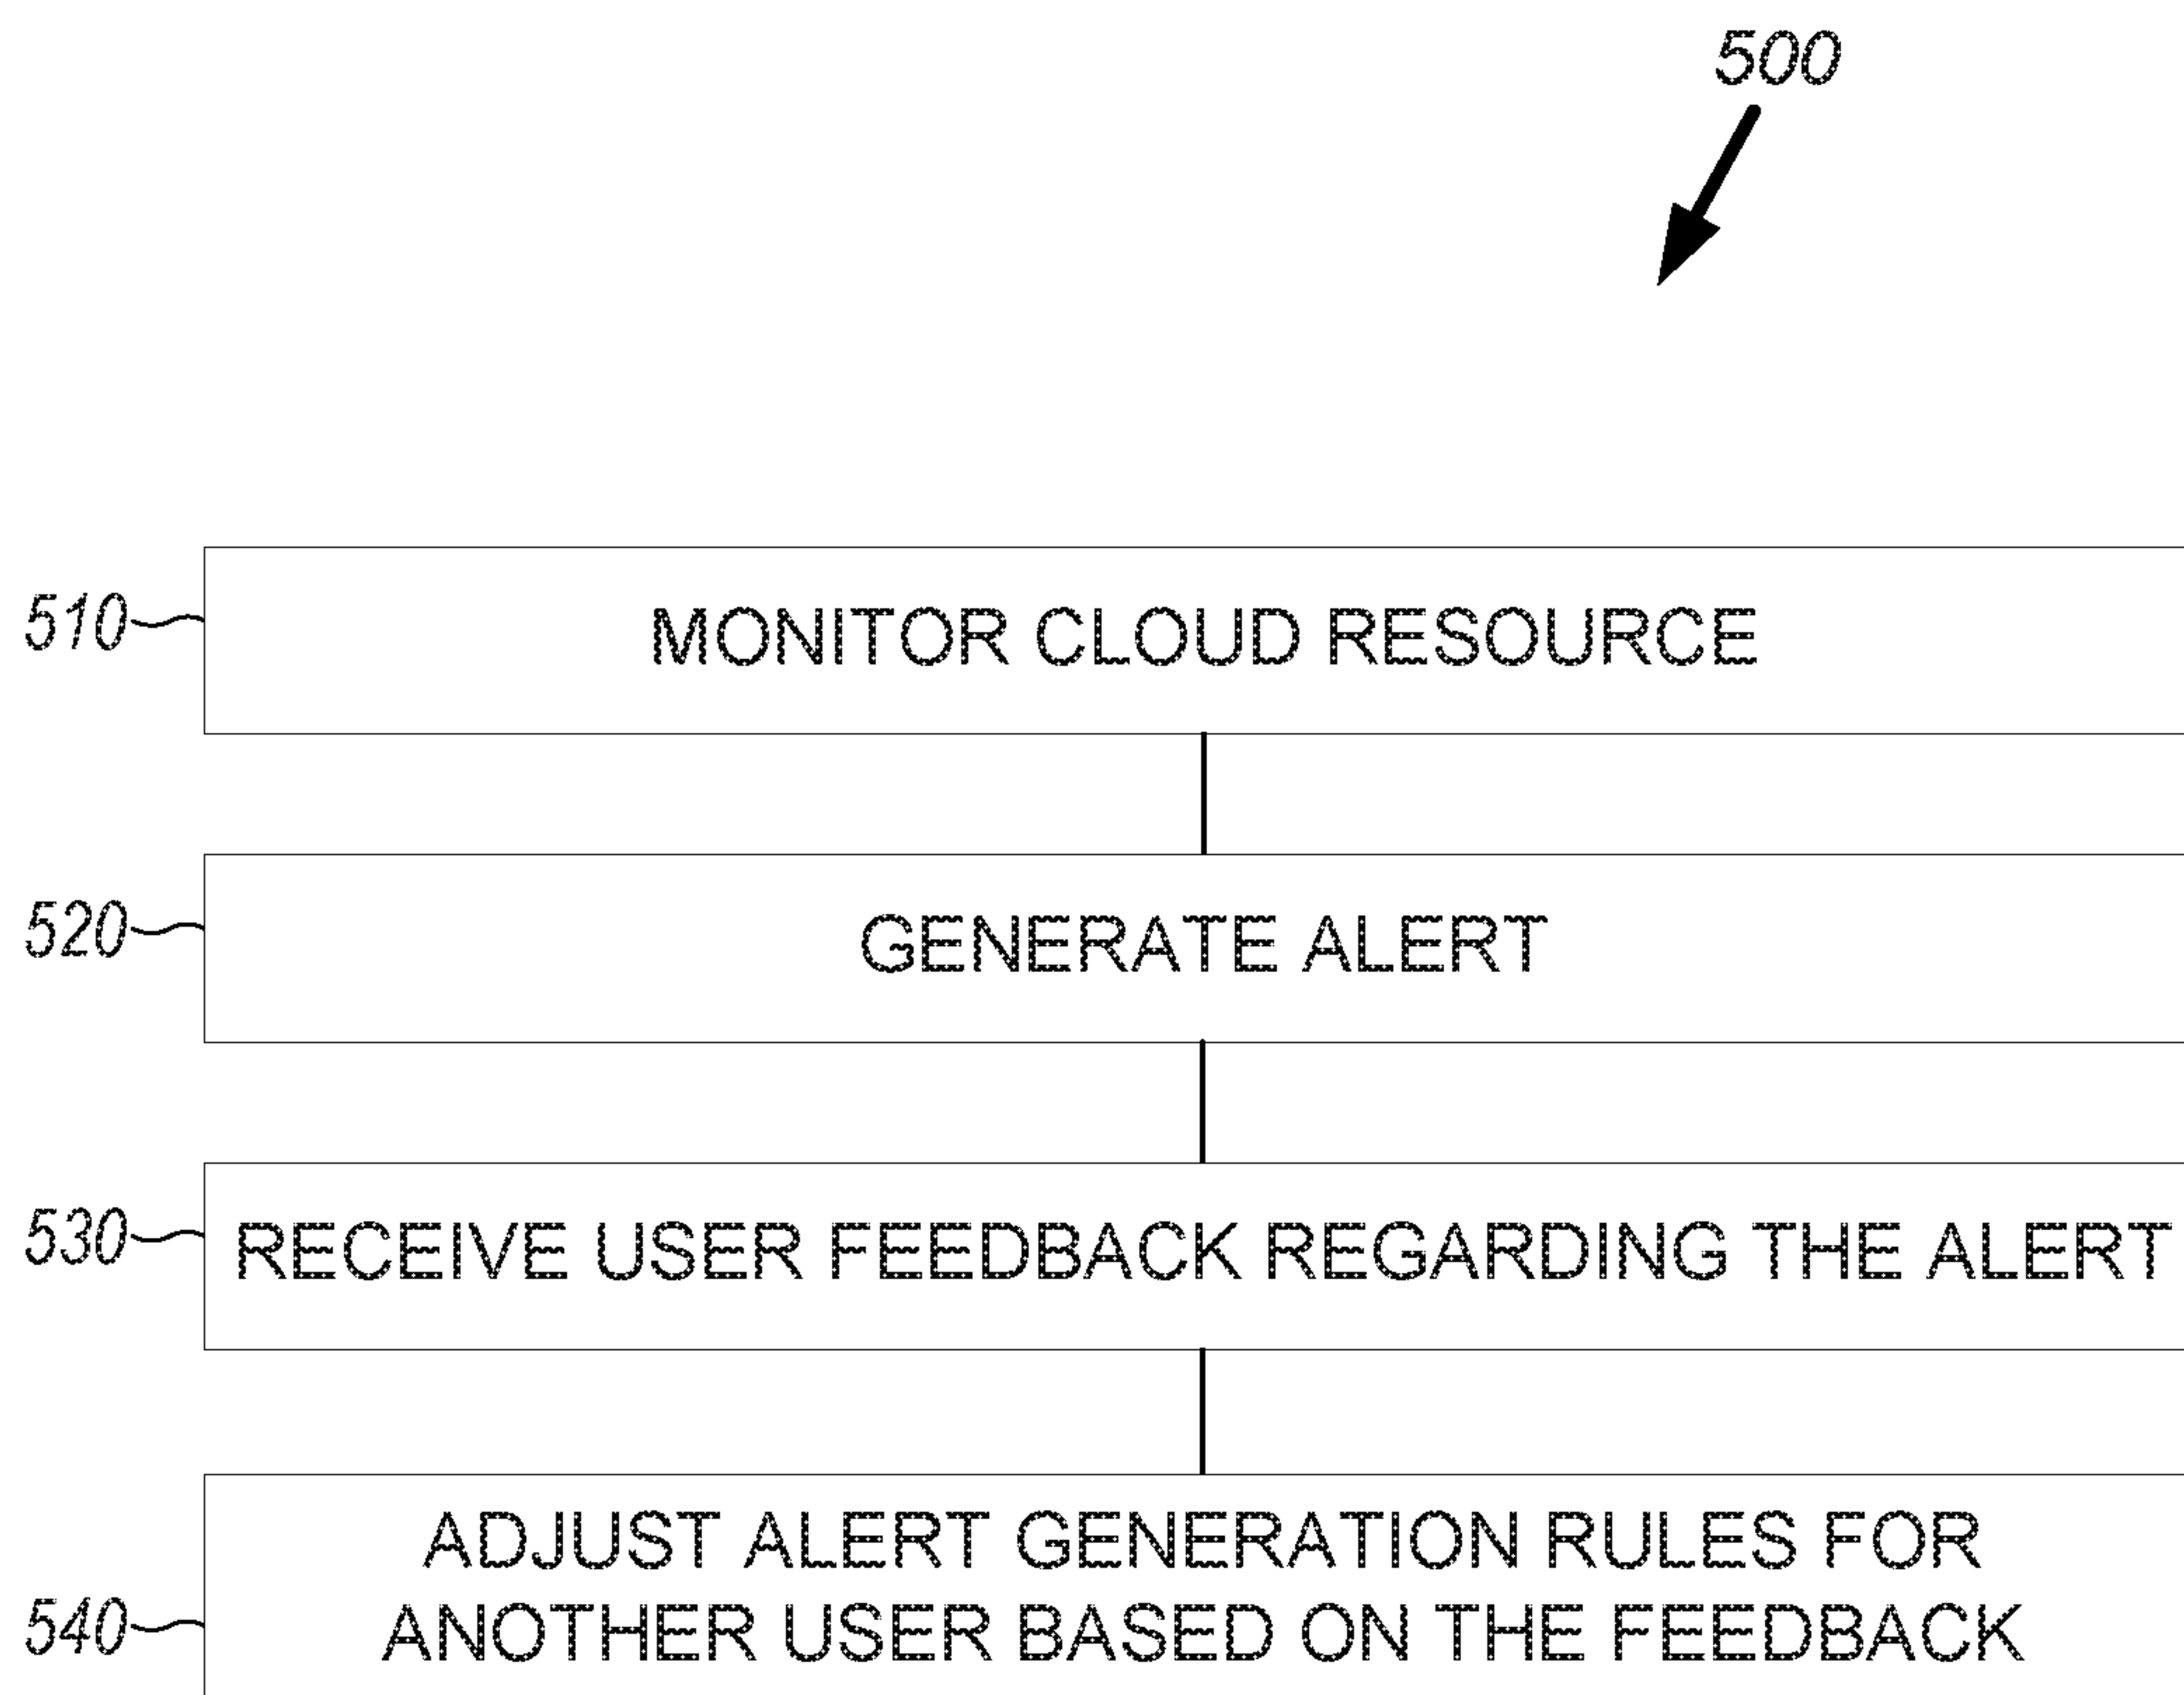 500
510 MONITOR CLOUD RESOURCE
520 GENERATE ALERT
530 RECEIVE USER FEEDBACK REGARDING THE ALERT
ADJUST ALERT GENERATION RULES FOR
540 ANOTHER USER BASED ON THE FEEDBACK